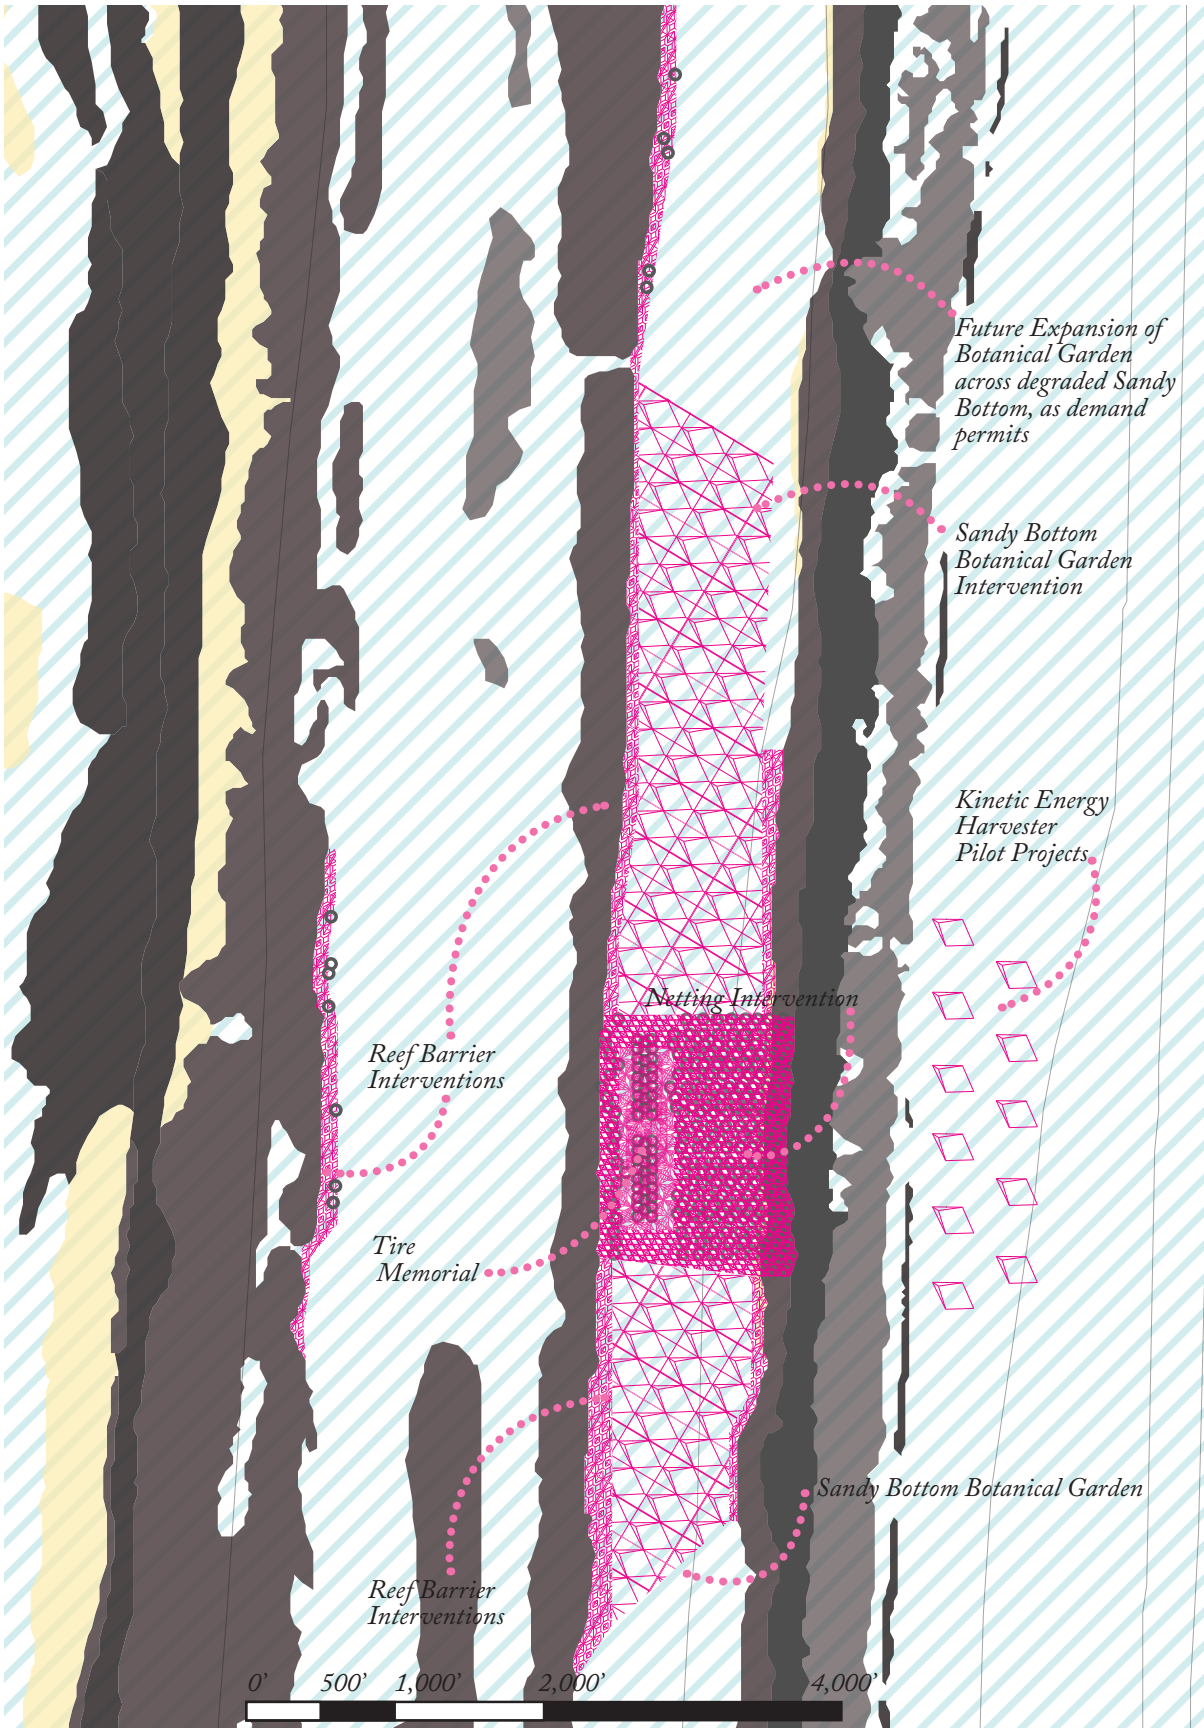 Future Expansion of
Botanical Garden
across degraded Sandy
Bottom, as demand
permits
Sandy Bottom
Botanical Garden
Intervention
Kinetic Energy
Harvester
Pilot Projects
Netting Intervention
Reef Barrier
Interventions
Tire
Memorial
Sandy Bottom Botanical Garden
Reef Barrier
Interventions
0' 500' 1,000' 2,000' 4,000'